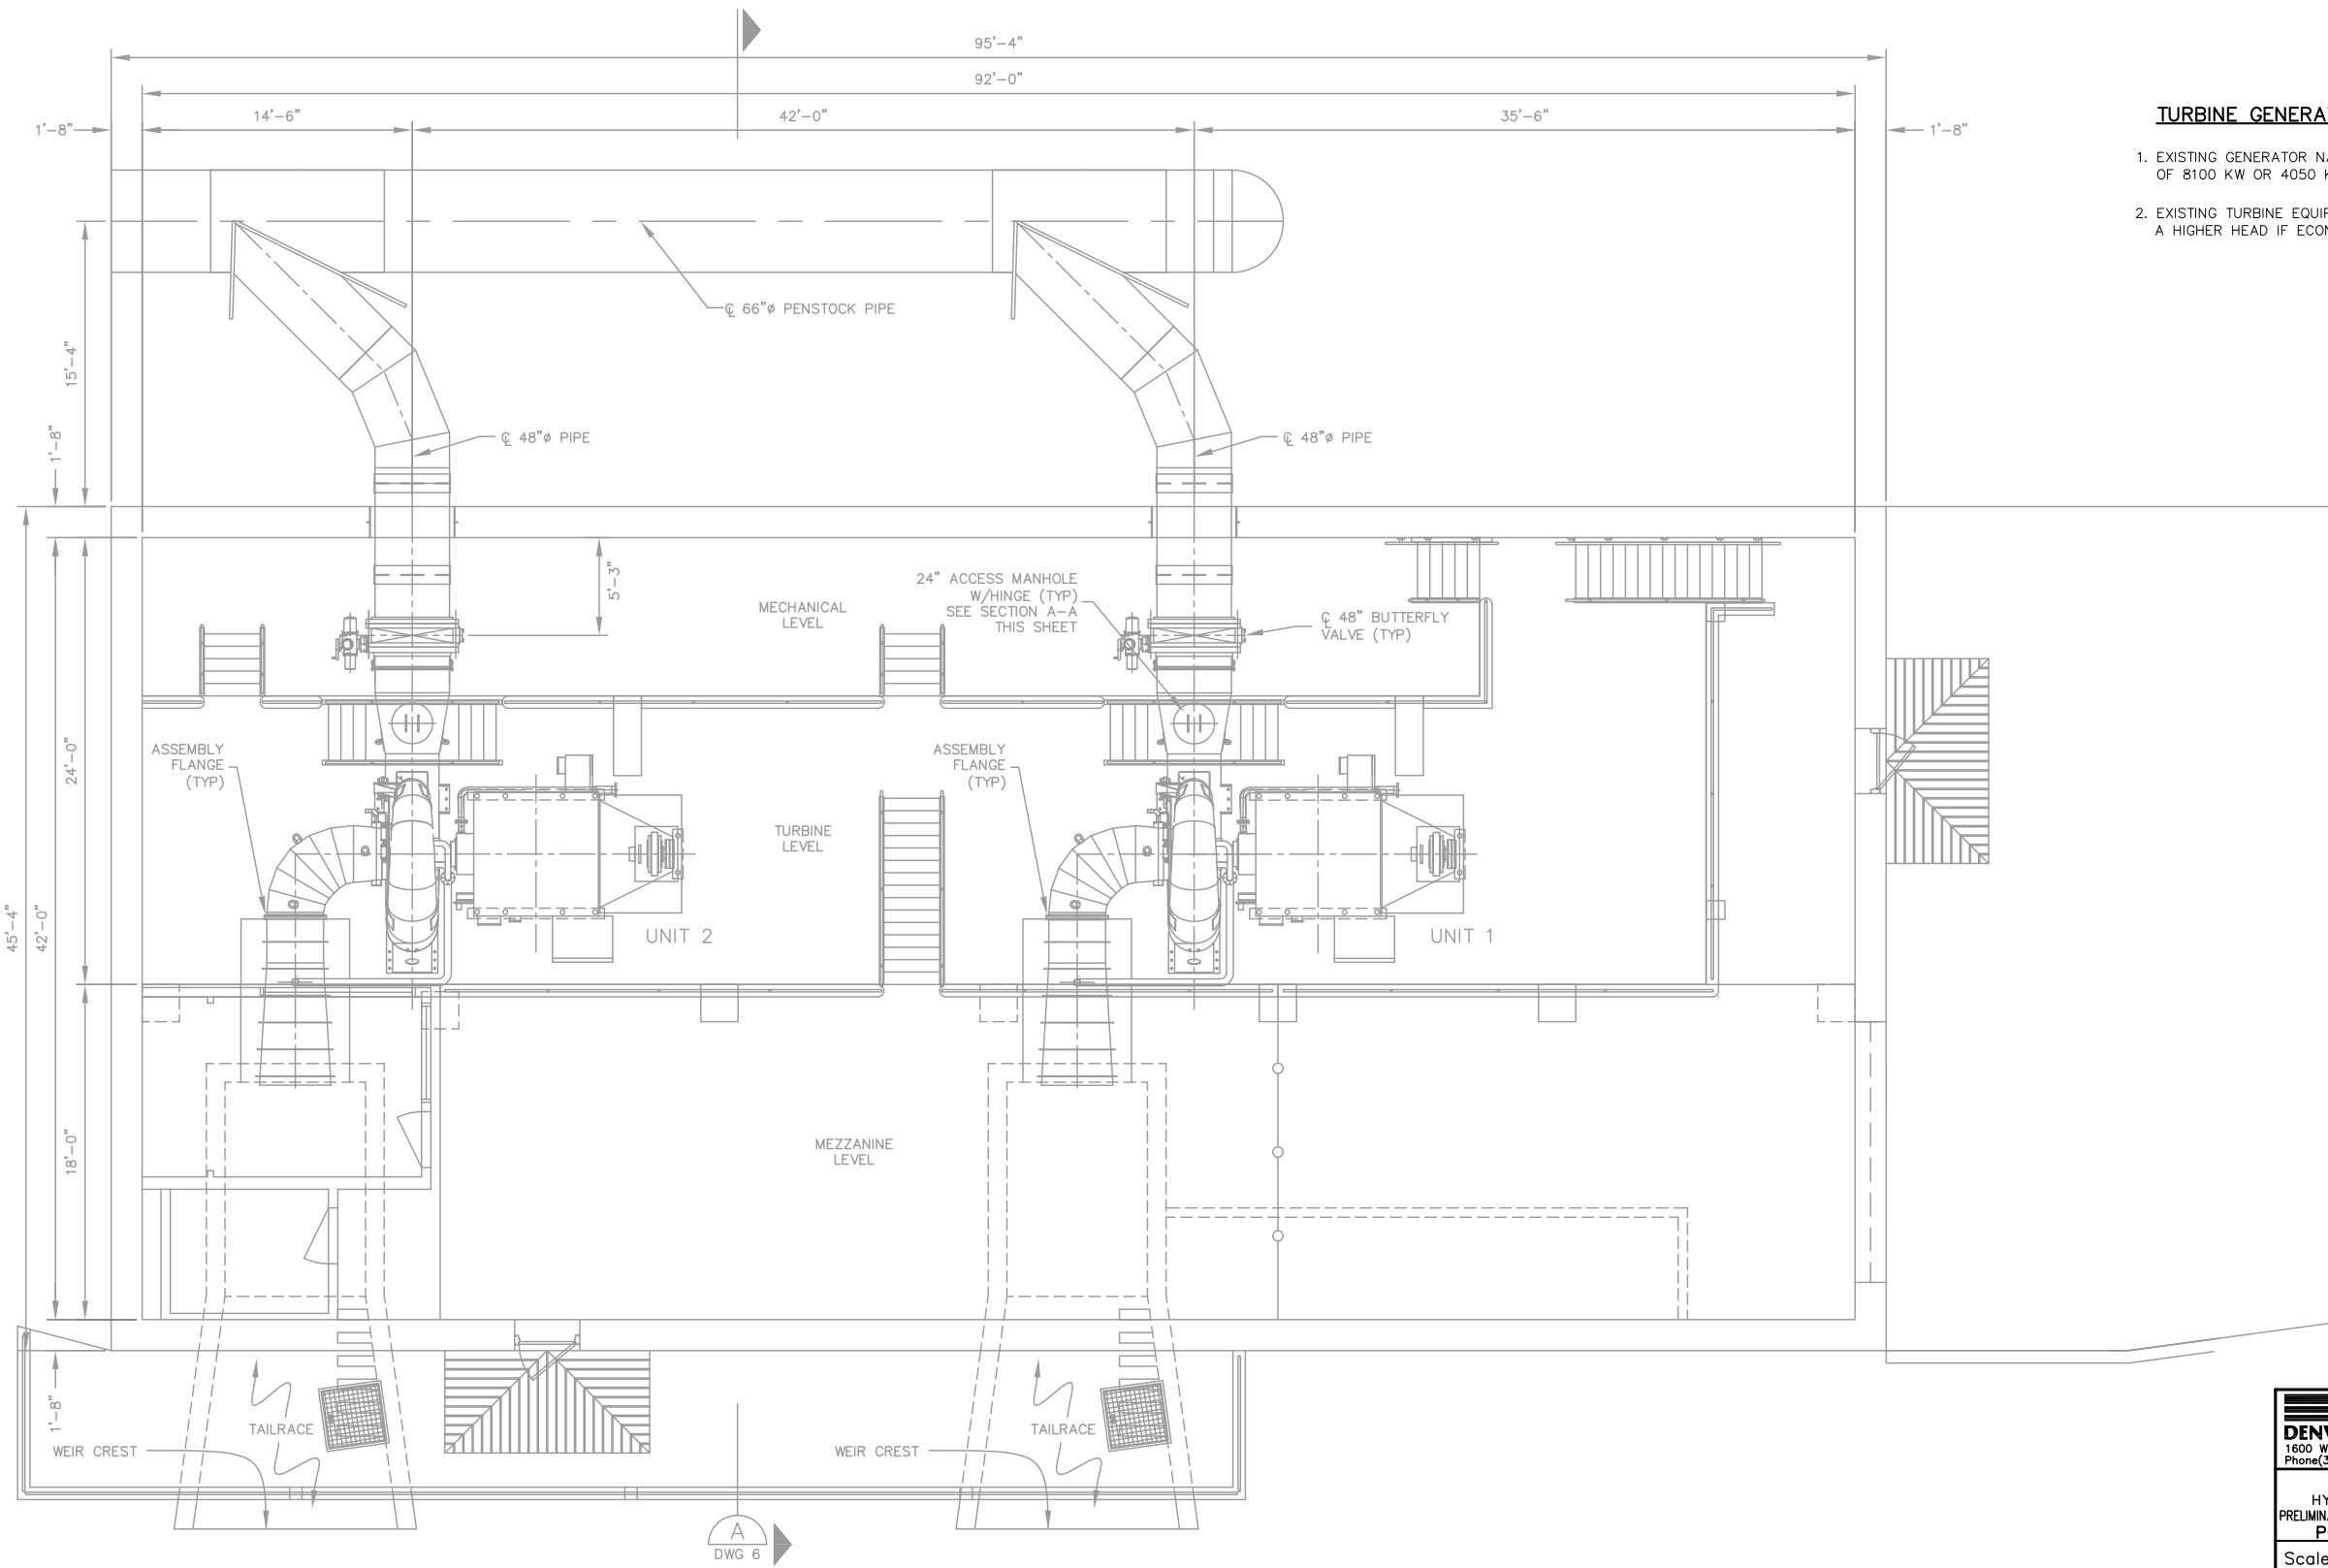 95'-4"
92'-0"
14'-6"
42'-0"
35'-6"
1'-8"
1'-8"
TURBINE GENERA
1. EXISTING GENERATOR NA
OF 8100 KW OR 4050 K
2. EXISTING TURBINE EQUIP
A HIGHER HEAD IF ECON
℄ 66"ø PENSTOCK PIPE
15'-4"
1'-8"
℄ 48"ø PIPE
℄ 48"ø PIPE
5'-3"
MECHANICAL
LEVEL
24" ACCESS MANHOLE
W/HINGE (TYP)
SEE SECTION A-A
THIS SHEET
℄ 48" BUTTERFLY
VALVE (TYP)
ASSEMBLY
FLANGE
(TYP)
ASSEMBLY
FLANGE
(TYP)
24'-0"
TURBINE
LEVEL
UNIT 2
UNIT 1
45'-4"
42'-0"
18'-0"
MEZZANINE
LEVEL
1'-8"
TAILRACE
WEIR CREST
TAILRACE
WEIR CREST
A
DWG 6
DENV
1600 W
Phone(3
HY
PRELIMIN
P
Scale